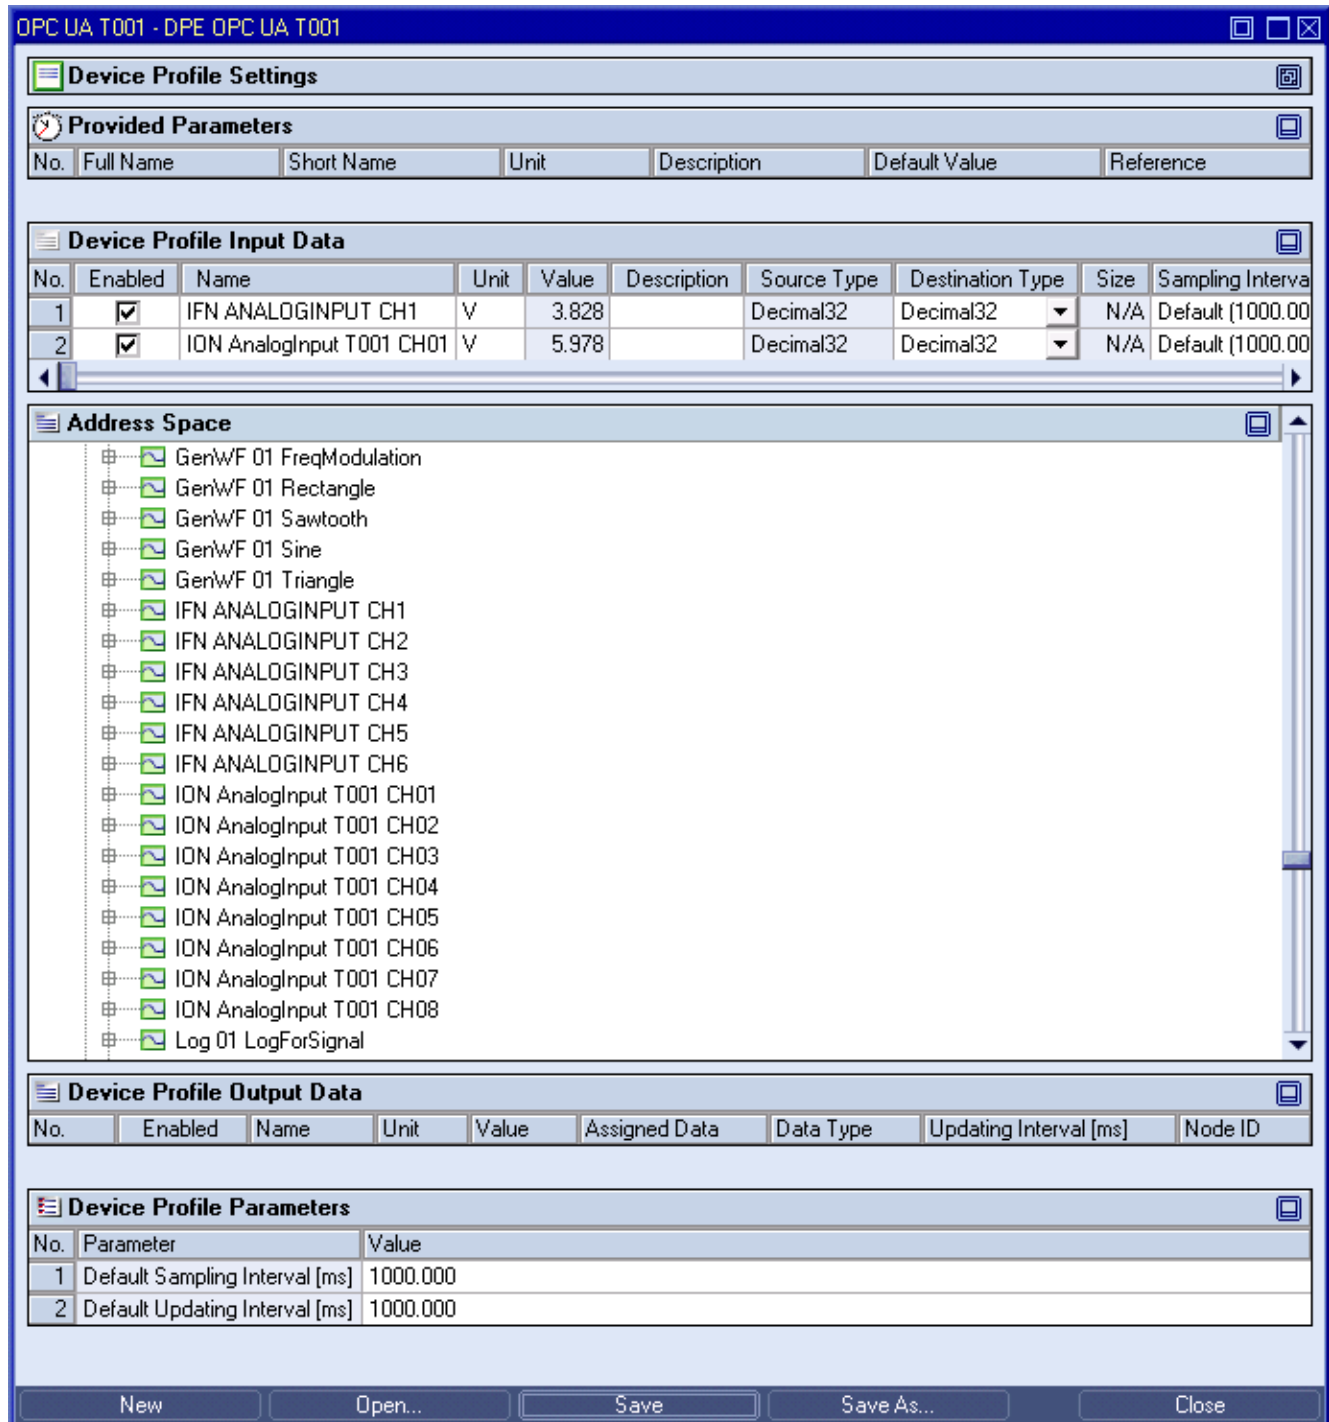 OPC UA T001 - DPE OPC UA T001
Device Profile Settings
Provided Parameters
No. Full Name Short Name Unit Description Default Value Reference
Device Profile Input Data
No. Enabled Name Unit Value Description Source Type Destination Type Size Sampling Interva
1 IFN ANALOGINPUT CH1 V 3.828 Decimal32 Decimal32 N/A Default (1000.00
2 ION AnalogInput T001 CH01 V 5.978 Decimal32 Decimal32 N/A Default (1000.00
Address Space
GenWF 01 FreqModulation
GenWF 01 Rectangle
GenWF 01 Sawtooth
GenWF 01 Sine
GenWF 01 Triangle
IFN ANALOGINPUT CH1
IFN ANALOGINPUT CH2
IFN ANALOGINPUT CH3
IFN ANALOGINPUT CH4
IFN ANALOGINPUT CH5
IFN ANALOGINPUT CH6
ION AnalogInput T001 CH01
ION AnalogInput T001 CH02
ION AnalogInput T001 CH03
ION AnalogInput T001 CH04
ION AnalogInput T001 CH05
ION AnalogInput T001 CH06
ION AnalogInput T001 CH07
ION AnalogInput T001 CH08
Log 01 LogForSignal
Device Profile Output Data
No. Enabled Name Unit Value Assigned Data Data Type Updating Interval [ms] Node ID
Device Profile Parameters
No. Parameter Value
1 Default Sampling Interval [ms] 1000.000
2 Default Updating Interval [ms] 1000.000
New Open... Save Save As... Close